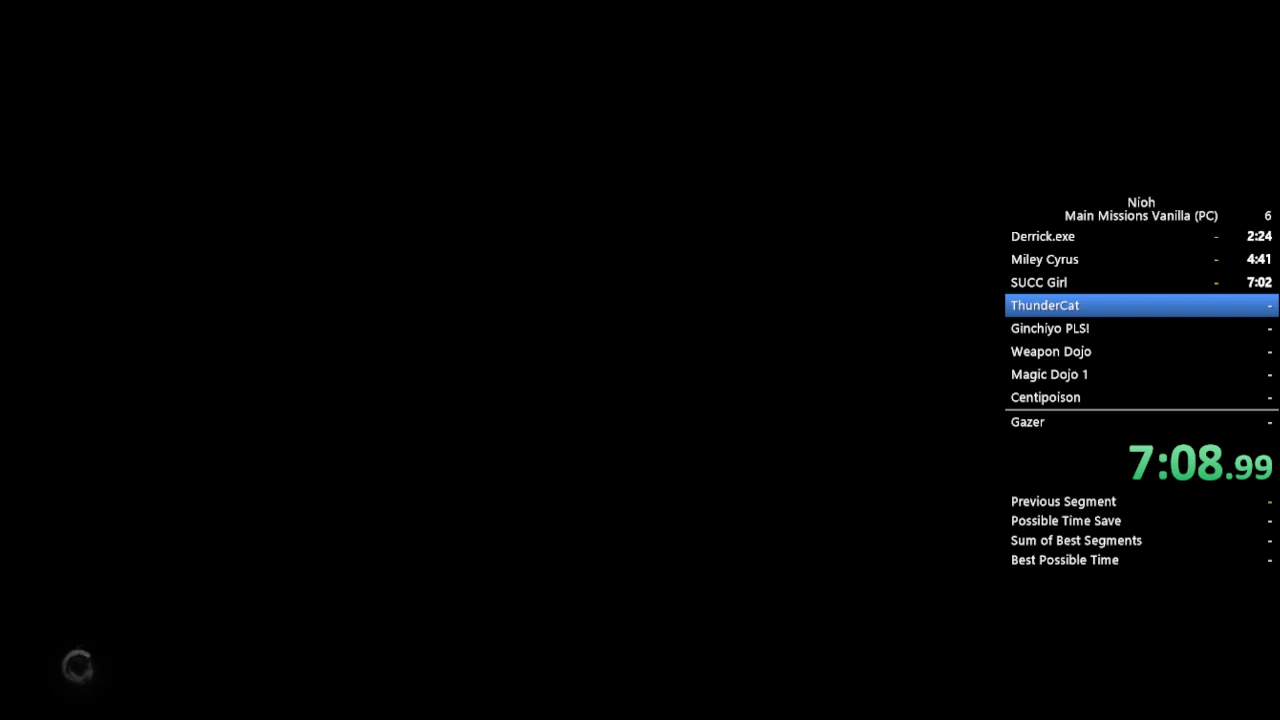 Nioh
Main Missions Vanilla (PC) 6
Derrick.exe - 2:24
Miley Cyrus - 4:41
SUCC Girl - 7:02
ThunderCat -
Ginchiyo PLS! -
Weapon Dojo -
Magic Dojo 1 -
Centipoison -
Gazer -
7:08.99
Previous Segment -
Possible Time Save -
Sum of Best Segments -
Best Possible Time -